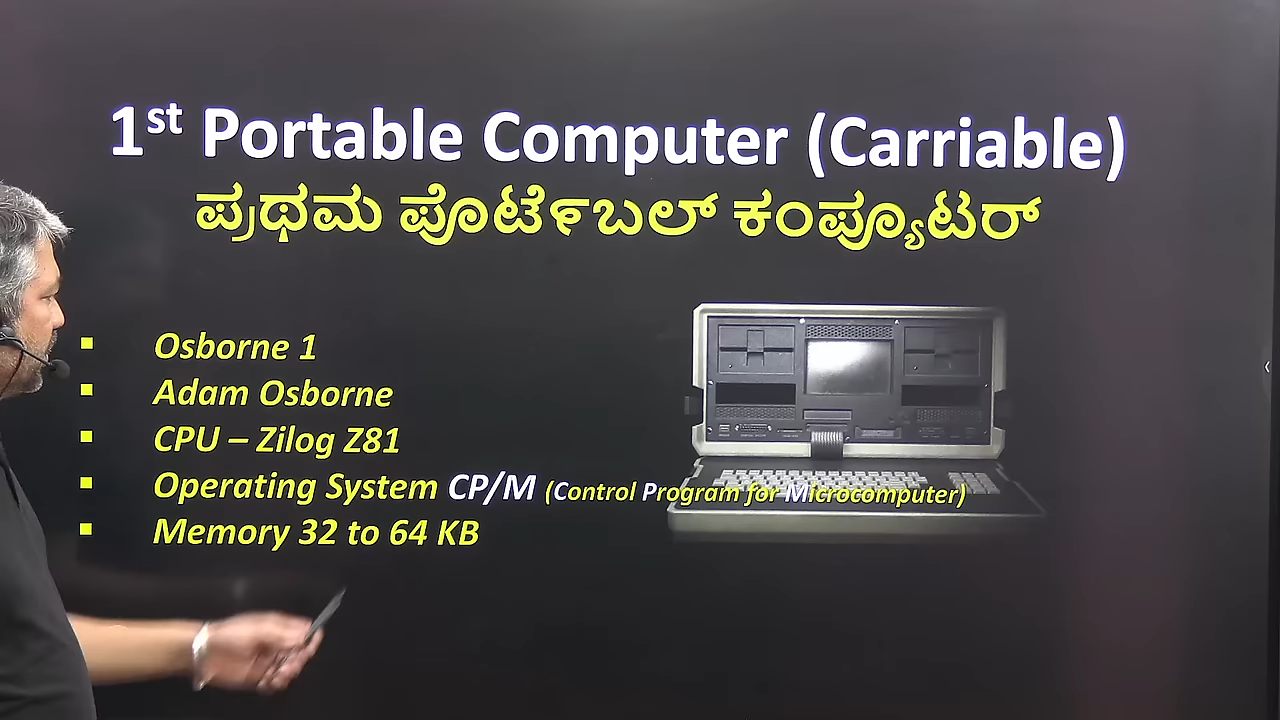 1st Portable Computer (Carriable)
ಪ್ರಥಮ ಪೊಟೆ೯ಬಲ್ ಕಂಪ್ಯೂಟರ್
▪ Osborne 1
▪ Adam Osborne
▪ CPU – Zilog Z81
▪ Operating System CP/M (Control Program for Microcomputer)
▪ Memory 32 to 64 KB